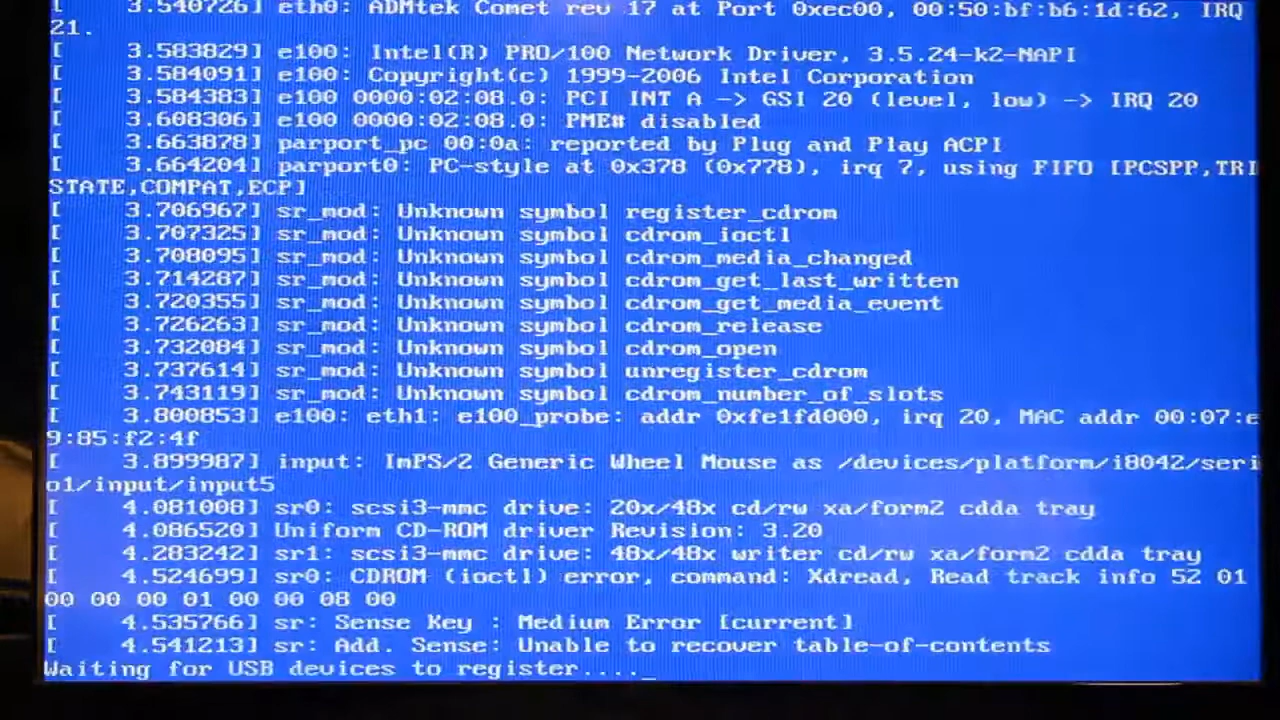 [    3.540726] eth0: ADMtek Comet rev 17 at Port 0xec00, 00:50:bf:b6:1d:62, IRQ
21.
[    3.583829] e100: Intel(R) PRO/100 Network Driver, 3.5.24-k2-NAPI
[    3.584091] e100: Copyright(c) 1999-2006 Intel Corporation
[    3.584383] e100 0000:02:08.0: PCI INT A -> GSI 20 (level, low) -> IRQ 20
[    3.608306] e100 0000:02:08.0: PME# disabled
[    3.663878] parport_pc 00:0a: reported by Plug and Play ACPI
[    3.664204] parport0: PC-style at 0x378 (0x778), irq 7, using FIFO [PCSPP,TRI
STATE,COMPAT,ECP]
[    3.706967] sr_mod: Unknown symbol register_cdrom
[    3.707325] sr_mod: Unknown symbol cdrom_ioctl
[    3.708095] sr_mod: Unknown symbol cdrom_media_changed
[    3.714287] sr_mod: Unknown symbol cdrom_get_last_written
[    3.720355] sr_mod: Unknown symbol cdrom_get_media_event
[    3.726263] sr_mod: Unknown symbol cdrom_release
[    3.732084] sr_mod: Unknown symbol cdrom_open
[    3.737614] sr_mod: Unknown symbol unregister_cdrom
[    3.743119] sr_mod: Unknown symbol cdrom_number_of_slots
[    3.800853] e100: eth1: e100_probe: addr 0xfe1fd000, irq 20, MAC addr 00:07:e
9:85:f2:4f
[    3.899987] input: ImPS/2 Generic Wheel Mouse as /devices/platform/i8042/seri
o1/input/input5
[    4.081008] sr0: scsi3-mmc drive: 20x/48x cd/rw xa/form2 cdda tray
[    4.086520] Uniform CD-ROM driver Revision: 3.20
[    4.283242] sr1: scsi3-mmc drive: 48x/48x writer cd/rw xa/form2 cdda tray
[    4.524699] sr0: CDROM (ioctl) error, command: Xdread, Read track info 52 01
00 00 00 01 00 00 08 00
[    4.535766] sr: Sense Key : Medium Error [current]
[    4.541213] sr: Add. Sense: Unable to recover table-of-contents
Waiting for USB devices to register...._